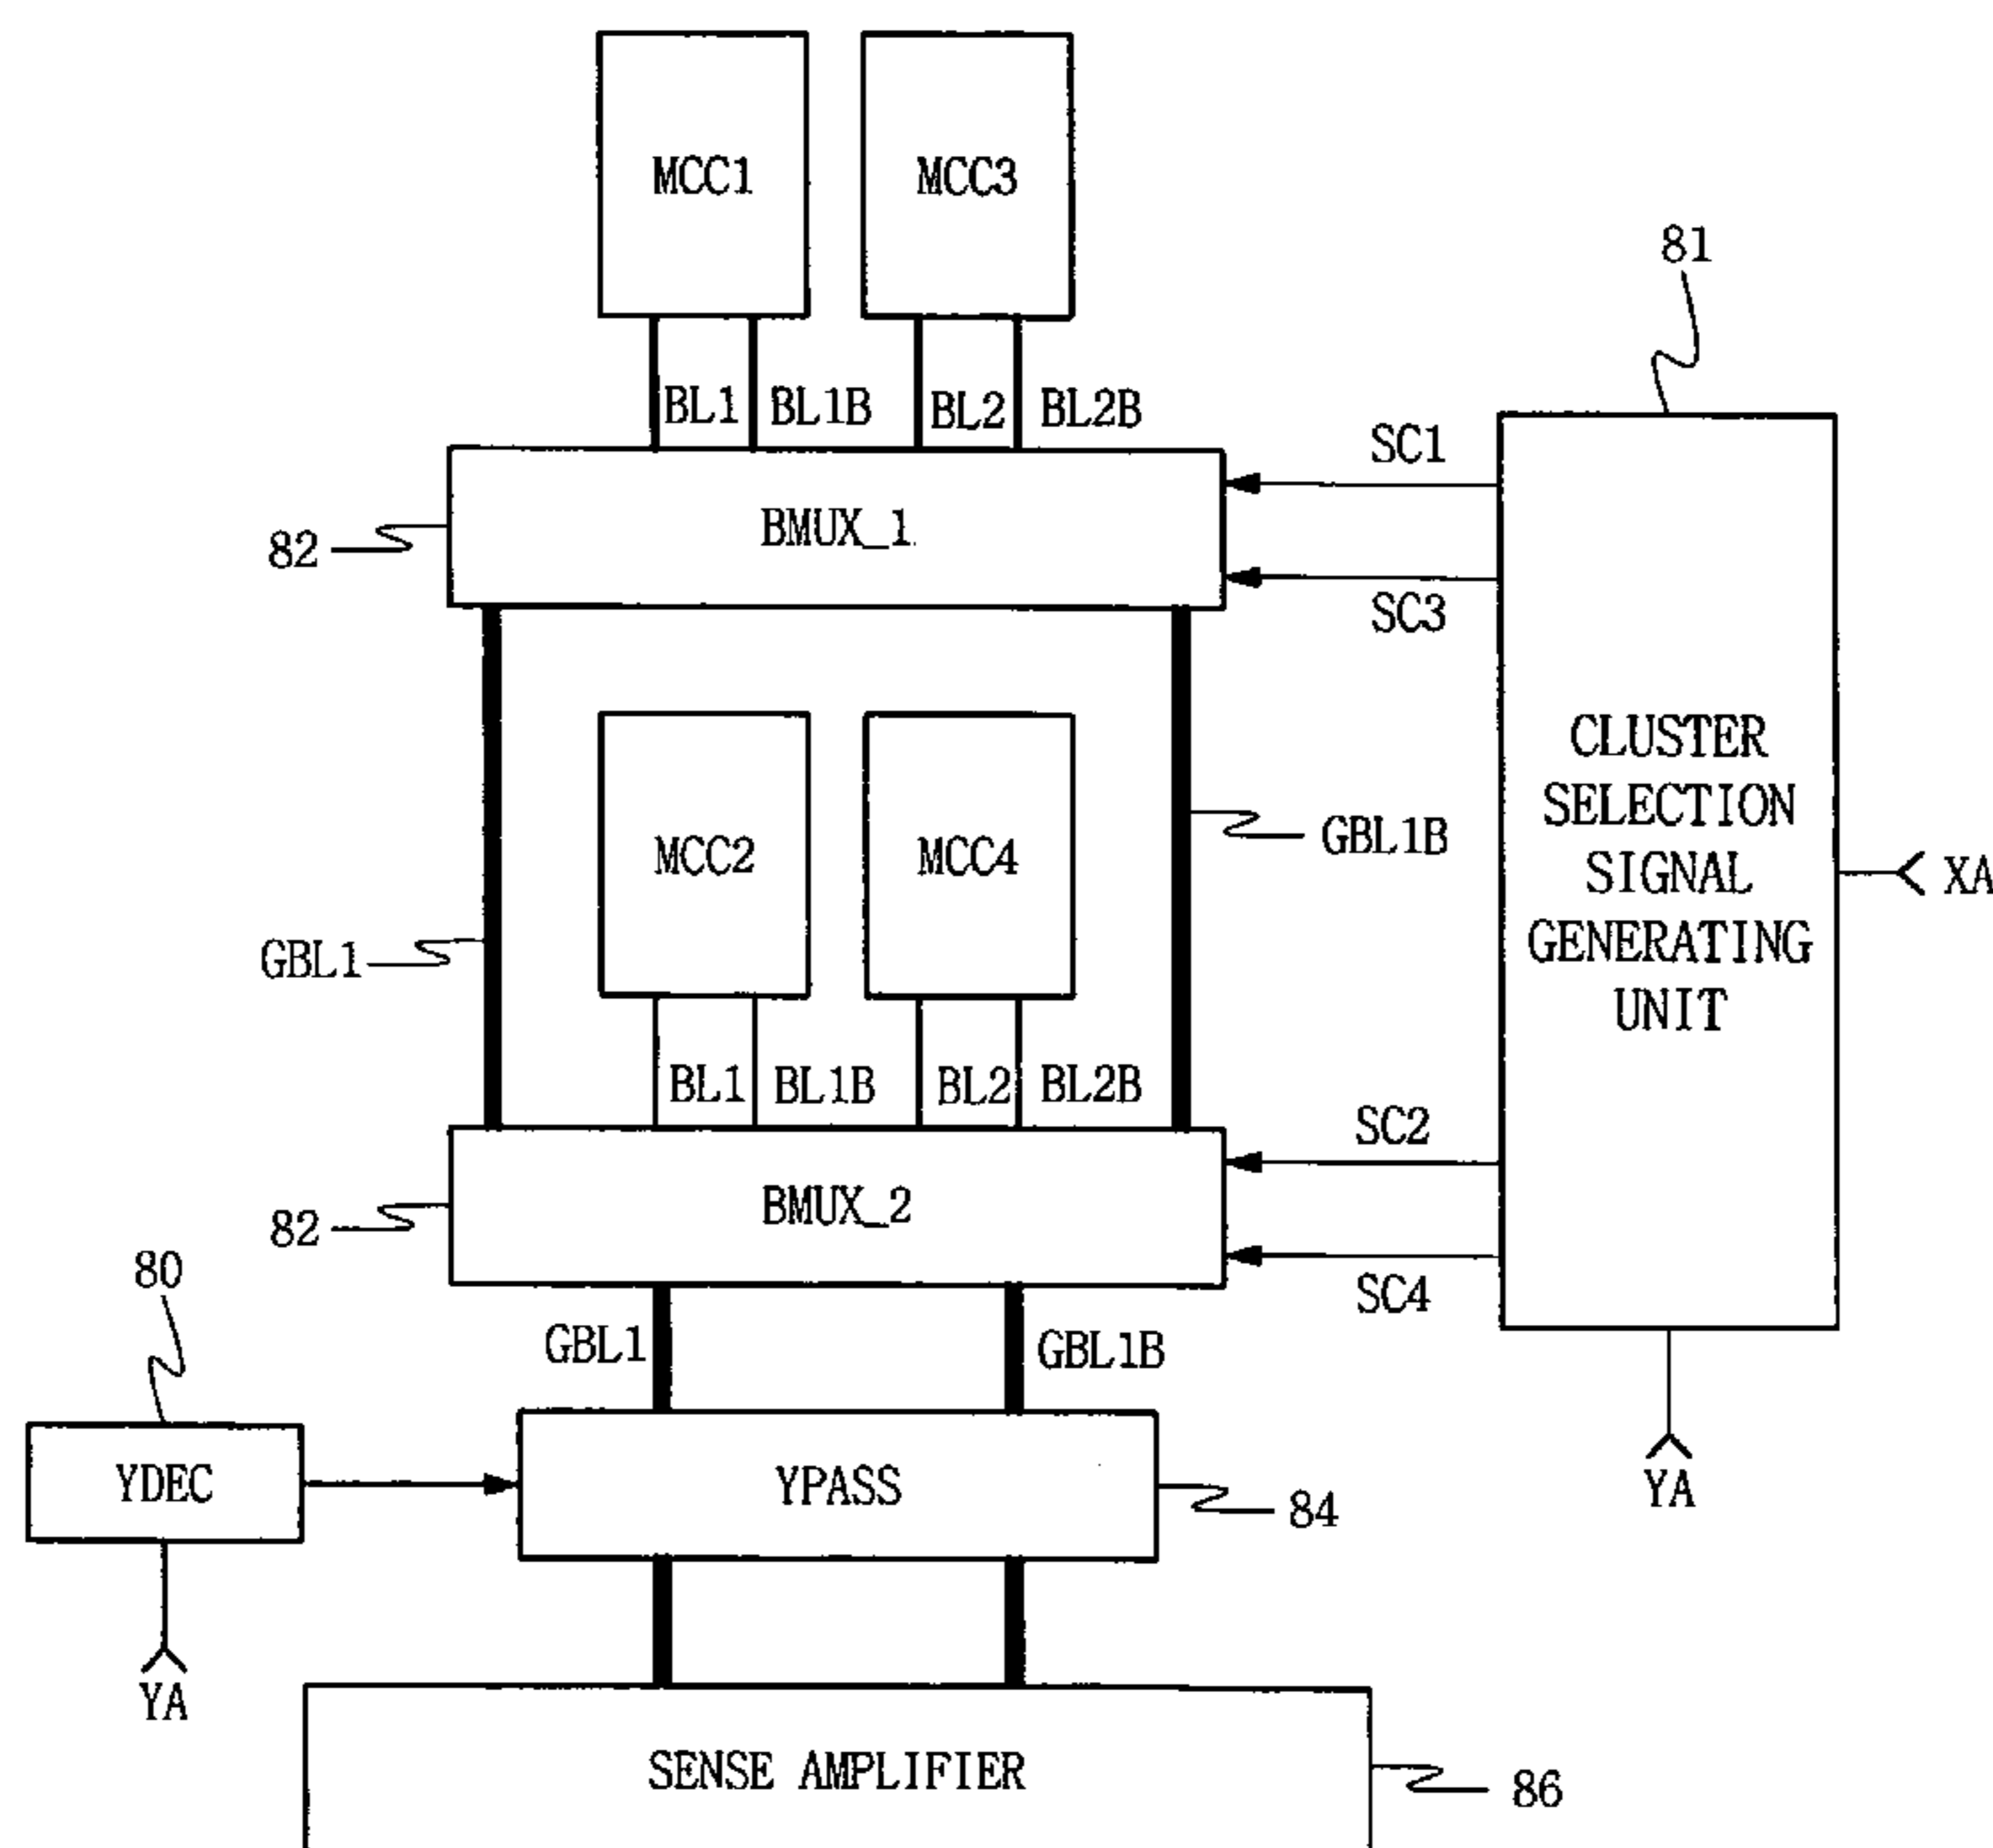 MCC1
MCC3
81
BL1
BL1B
BL2
BL2B
SC1
82
BMUX_1
SC3
CLUSTER
SELECTION
SIGNAL
GENERATING
UNIT
MCC2
MCC4
GBL1B
XA
GBL1
BL1
BL1B
BL2
BL2B
SC2
82
BMUX_2
80
SC4
GBL1
GBL1B
YDEC
YPASS
YA
84
YA
SENSE AMPLIFIER
86